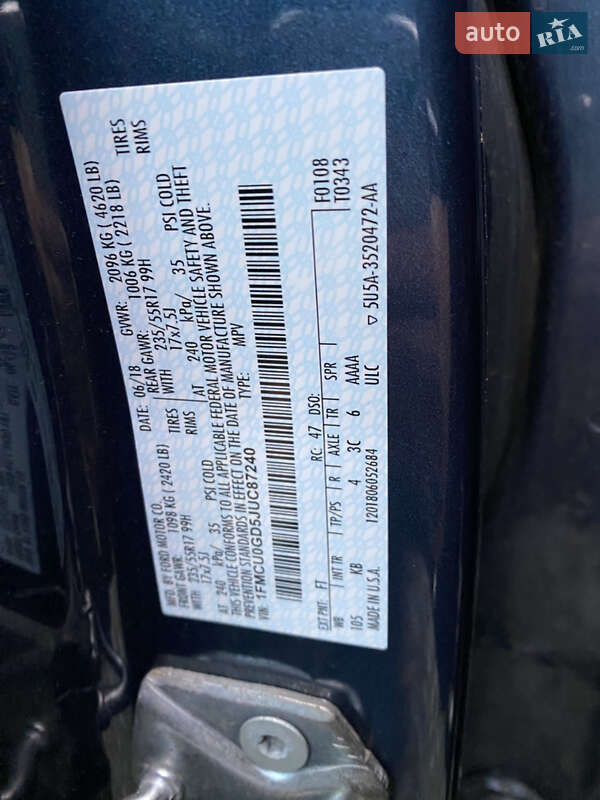 auto RIA.com
MFD. BY FORD MOTOR CO. DATE: 06/18 GVWR: 2096 KG ( 4620 LB)
FRONT GAWR: 1098 KG ( 2420 LB) REAR GAWR: 1006 KG ( 2218 LB)
235/55R17 99H TIRES WITH 235/55R17 99H TIRES
WITH 17x7.5J RIMS 17x7.5J RIMS
AT 240 kPa/ 35 PSI COLD AT 240 kPa/ 35 PSI COLD
THIS VEHICLE CONFORMS TO ALL APPLICABLE FEDERAL MOTOR VEHICLE SAFETY AND THEFT
PREVENTION STANDARDS IN EFFECT ON THE DATE OF MANUFACTURE SHOWN ABOVE.
VIN: 1FMCU0GD5JUC87240 TYPE: MPV
F0108
T0343
EXT PNT: FT RC: 47 DSO:
WB INT TR TP/PS R AXLE TR SPR
105 KB 4 3C 6 AAAA
1201806052684 ULC
MADE IN U.S.A. ▽ 5U5A-3520472-AA